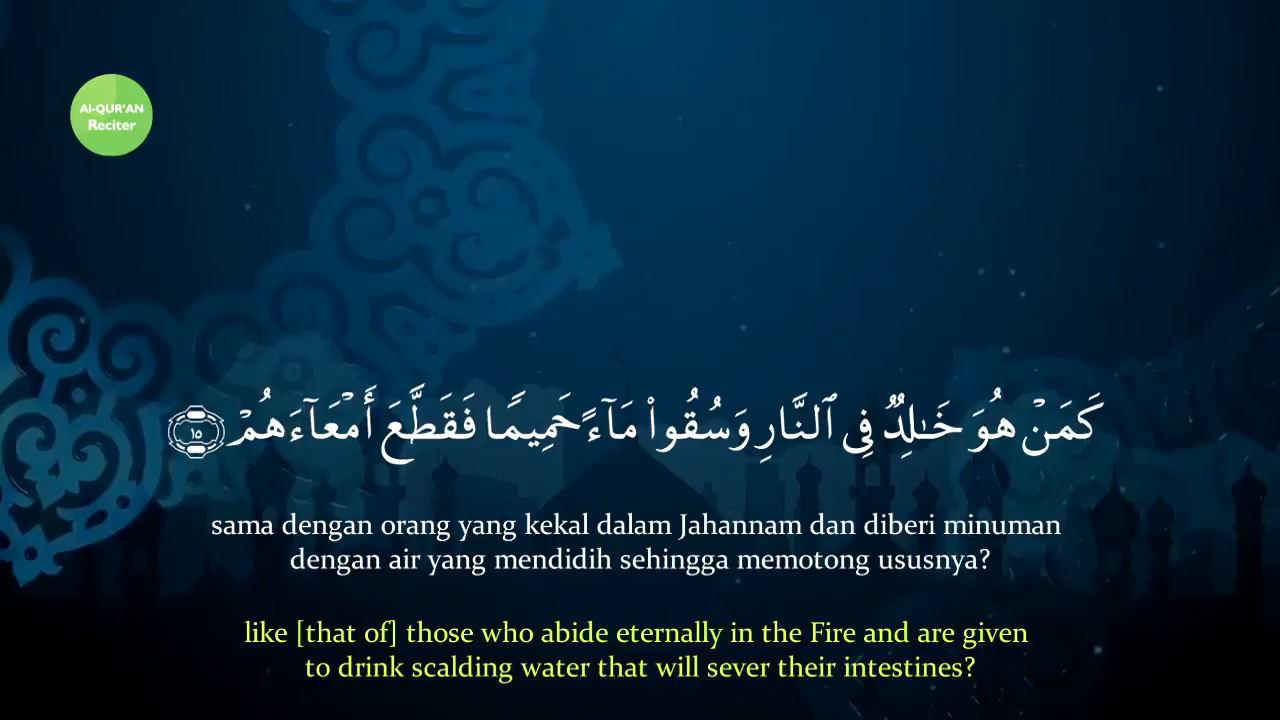 Al-QUR'AN
Reciter
كَمَنْ هُوَ خَـٰلِدٌ فِى ٱلنَّارِ وَسُقُوا۟ مَآءً حَمِيمًا فَقَطَّعَ أَمْعَآءَهُمْ ١٥
sama dengan orang yang kekal dalam Jahannam dan diberi minuman
dengan air yang mendidih sehingga memotong ususnya?
like [that of] those who abide eternally in the Fire and are given
to drink scalding water that will sever their intestines?